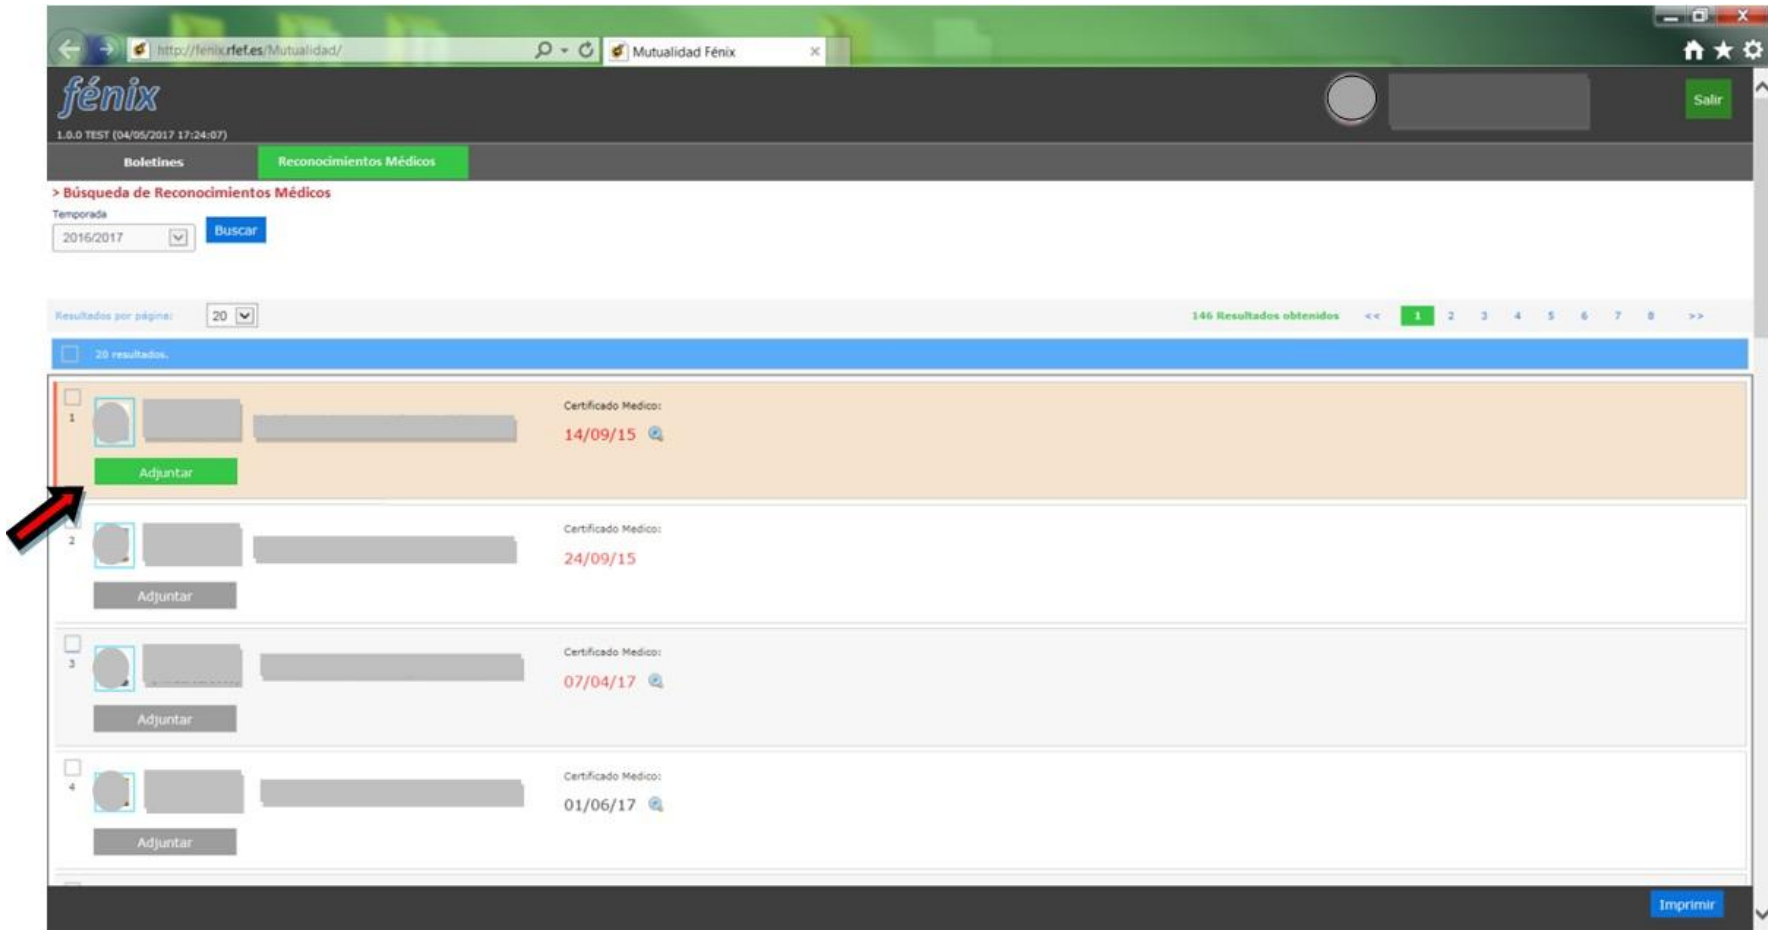 http://fenix.rfef.es/Mutualidad/
Mutualidad Fénix
fénix
Salir
1.0.0 TEST (04/05/2017 17:24:07)
Boletines Reconocimientos Médicos
> Búsqueda de Reconocimientos Médicos
Temporada
2016/2017 Buscar
Resultados por página: 20 146 Resultados obtenidos << 1 2 3 4 5 6 7 8 >>
20 resultados.
Certificado Medico:
1
14/09/15
Adjuntar
Certificado Medico:
2
24/09/15
Adjuntar
Certificado Medico:
3
07/04/17
Adjuntar
Certificado Medico:
4
01/06/17
Adjuntar
Imprimir